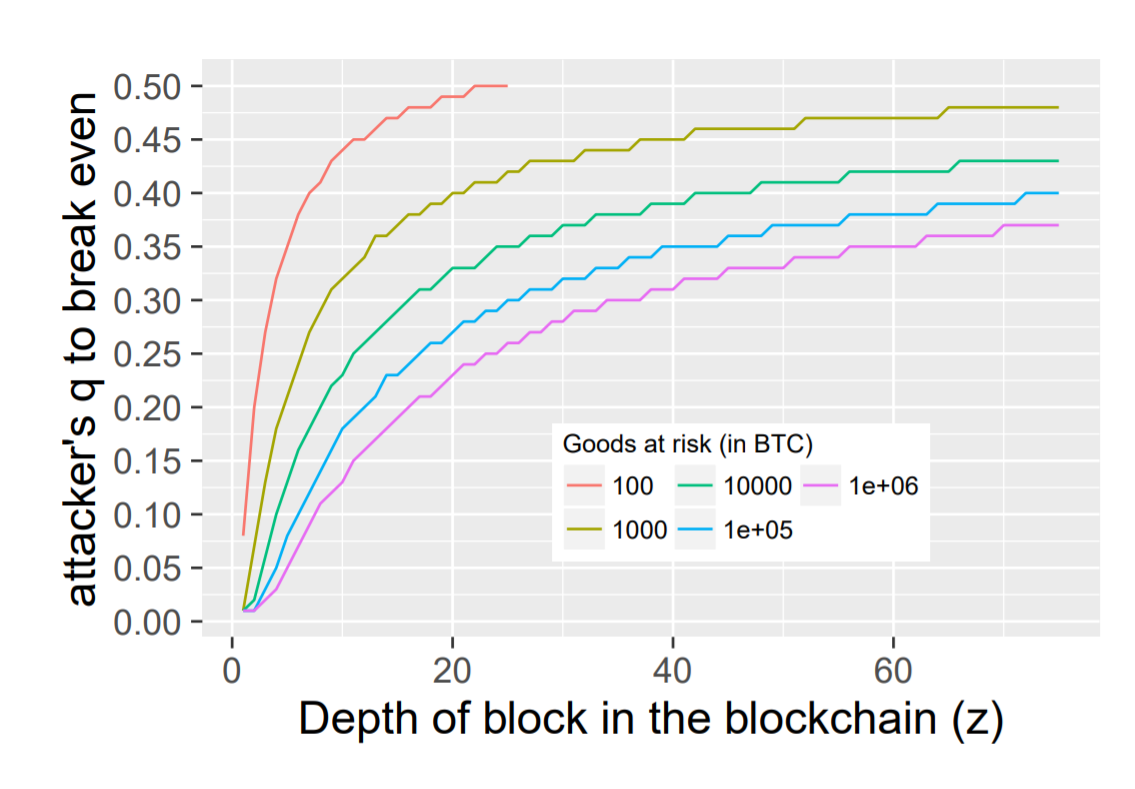 attacker's q to break even
0.50
0.45
0.40
0.35
0.30
0.25
0.20
0.15
0.10
0.05
0.00
Goods at risk (in BTC)
100 10000 1e+06
1000 1e+05
0 20 40 60
Depth of block in the blockchain (z)